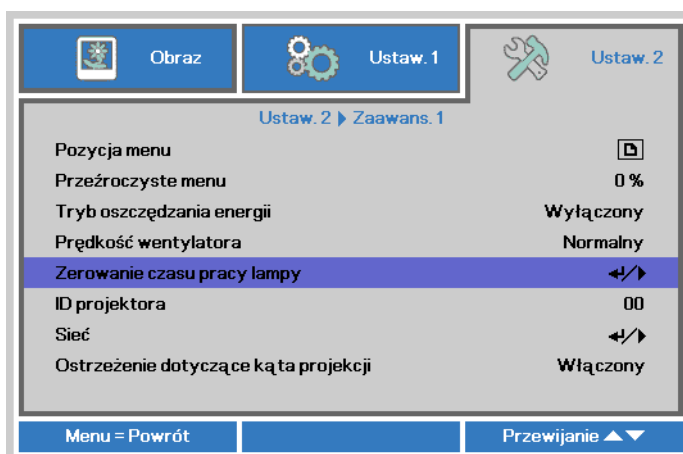 Obraz Ustaw. 1 Ustaw. 2
Ustaw. 2 Zaawans. 1
Pozycja menu
Przeźroczyste menu 0 %
Tryb oszczędzania energii Wyłączony
Prędkość wentylatora Normalny
Zerowanie czasu pracy lampy
ID projektora 00
Sieć
Ostrzeżenie dotyczące kąta projekcji Włączony
Menu = Powrót Przewijanie